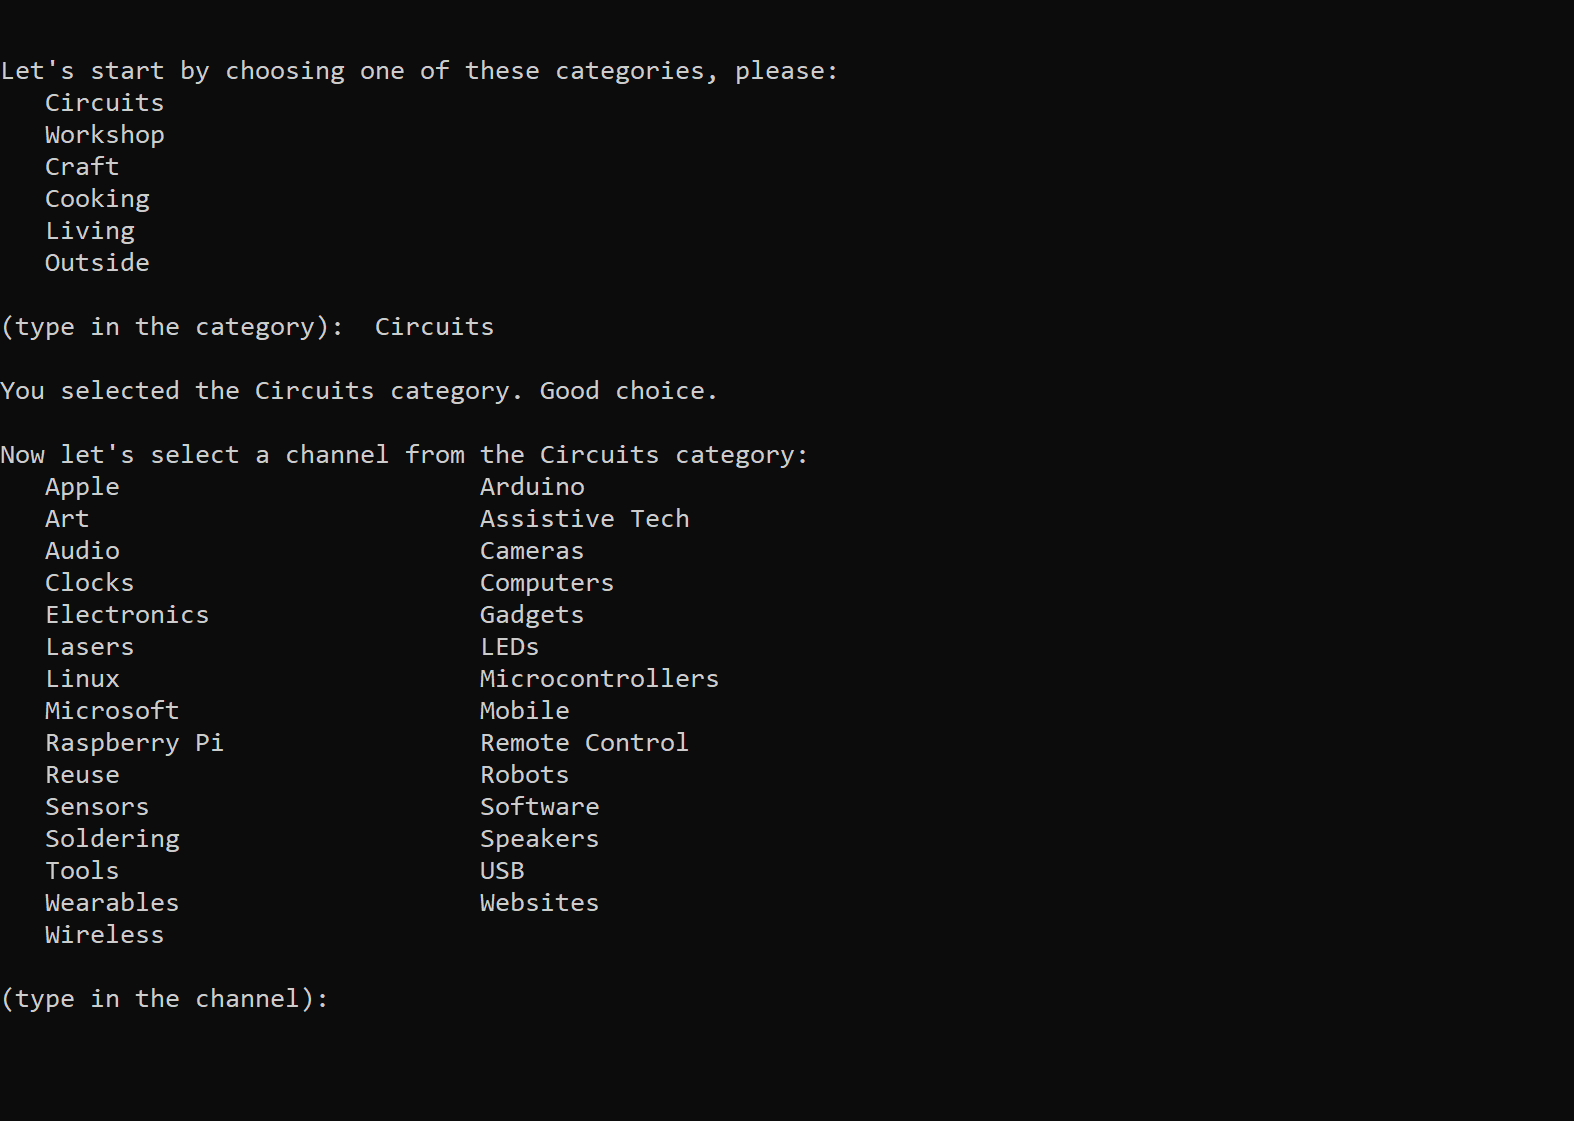 Let's start by choosing one of these categories, please:
Circuits
Workshop
Craft
Cooking
Living
Outside
(type in the category):  Circuits
You selected the Circuits category. Good choice.
Now let's select a channel from the Circuits category:
Apple Arduino
Art Assistive Tech
Audio Cameras
Clocks Computers
Electronics Gadgets
Lasers LEDs
Linux Microcontrollers
Microsoft Mobile
Raspberry Pi Remote Control
Reuse Robots
Sensors Software
Soldering Speakers
Tools USB
Wearables Websites
Wireless
(type in the channel):